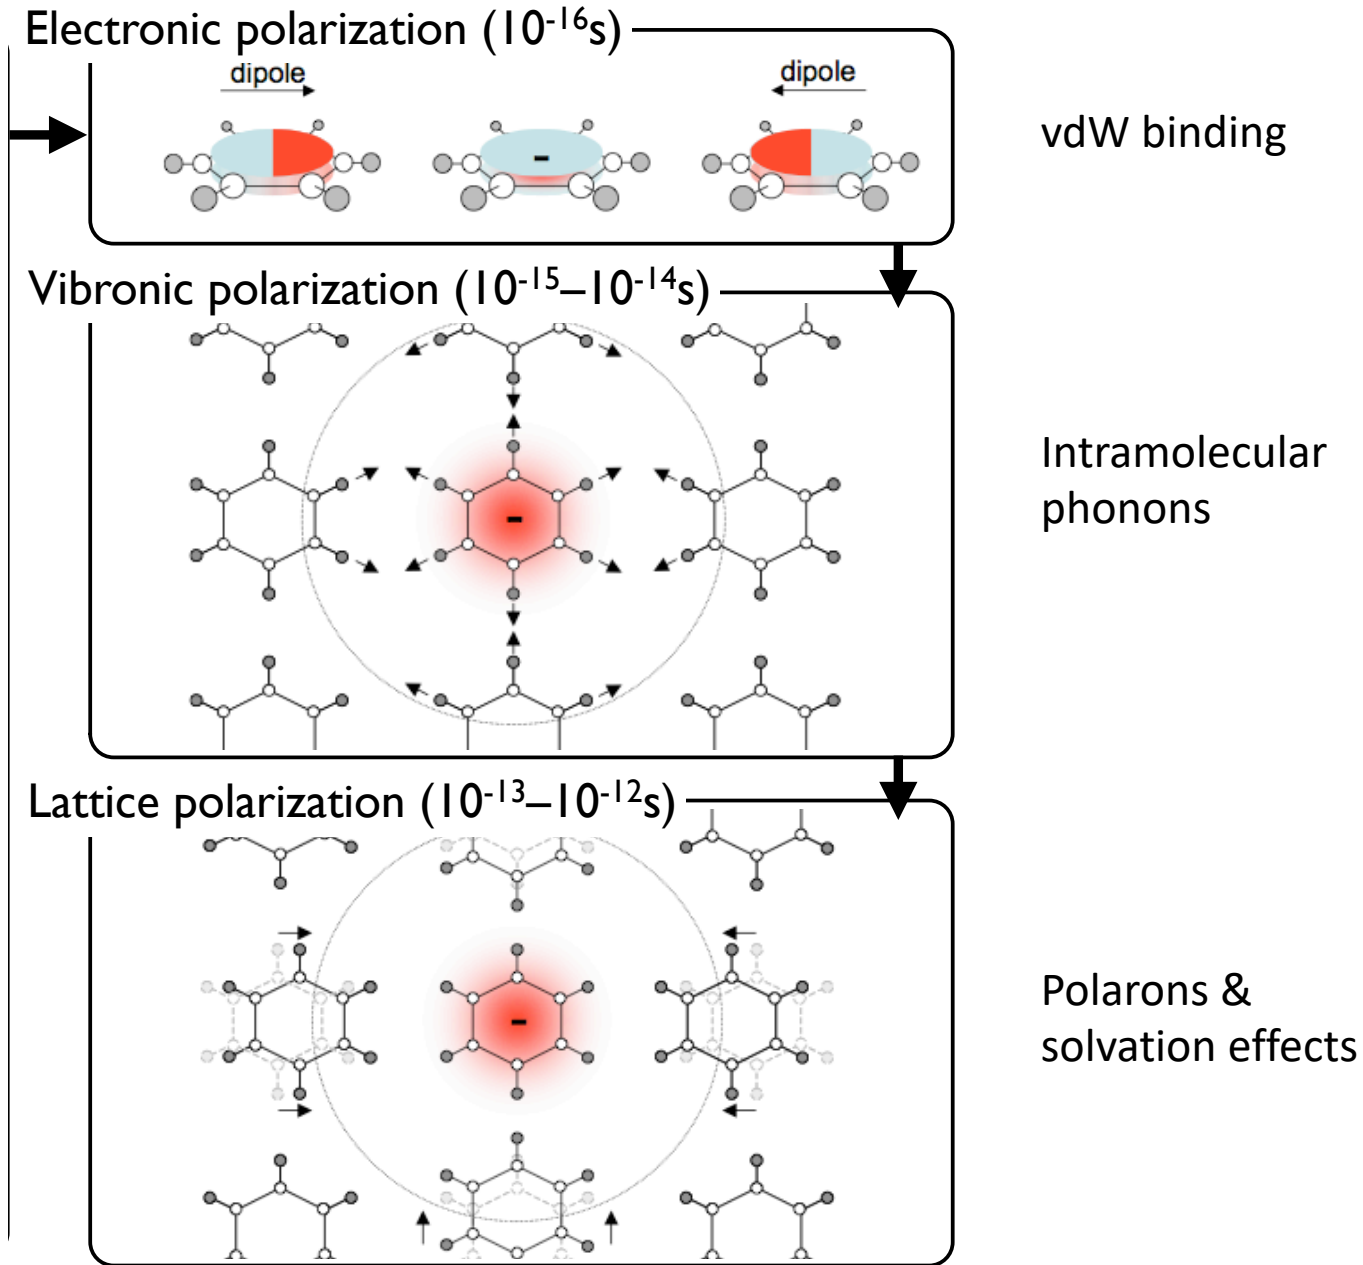 Electronic polarization (10⁻¹⁶s)
dipole
dipole
-
vdW binding
Vibronic polarization (10⁻¹⁵–10⁻¹⁴s)
-
Intramolecular
phonons
Lattice polarization (10⁻¹³–10⁻¹²s)
-
Polarons &
solvation effects